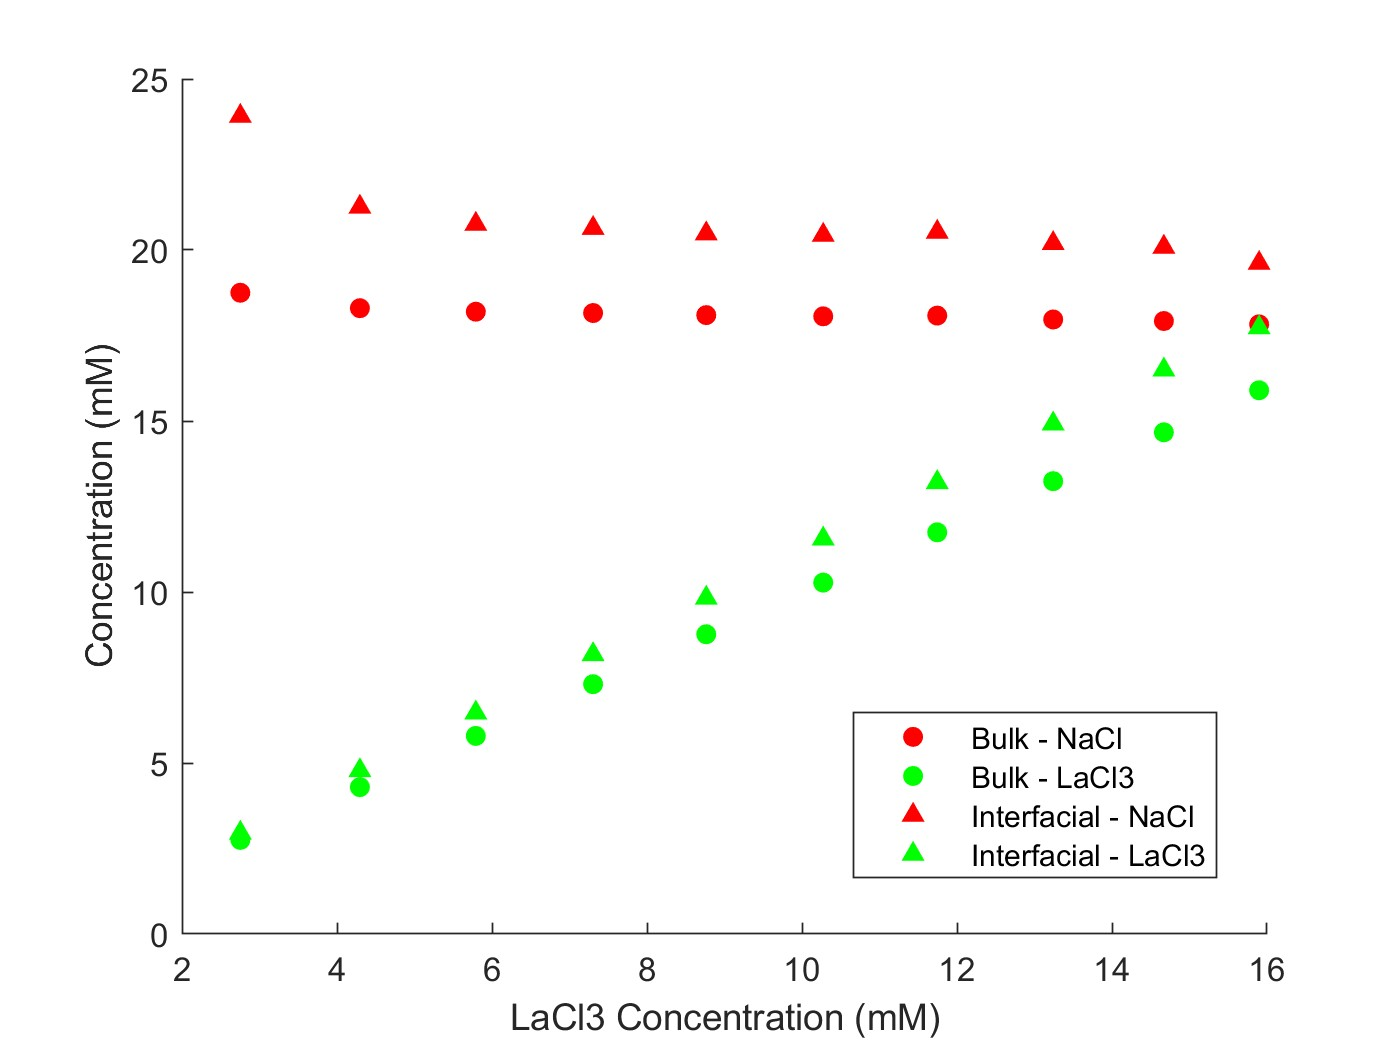 25
20
15
10
5
0
Concentration (mM)
2 4 6 8 10 12 14 16
LaCl3 Concentration (mM)
Bulk - NaCl
Bulk - LaCl3
Interfacial - NaCl
Interfacial - LaCl3